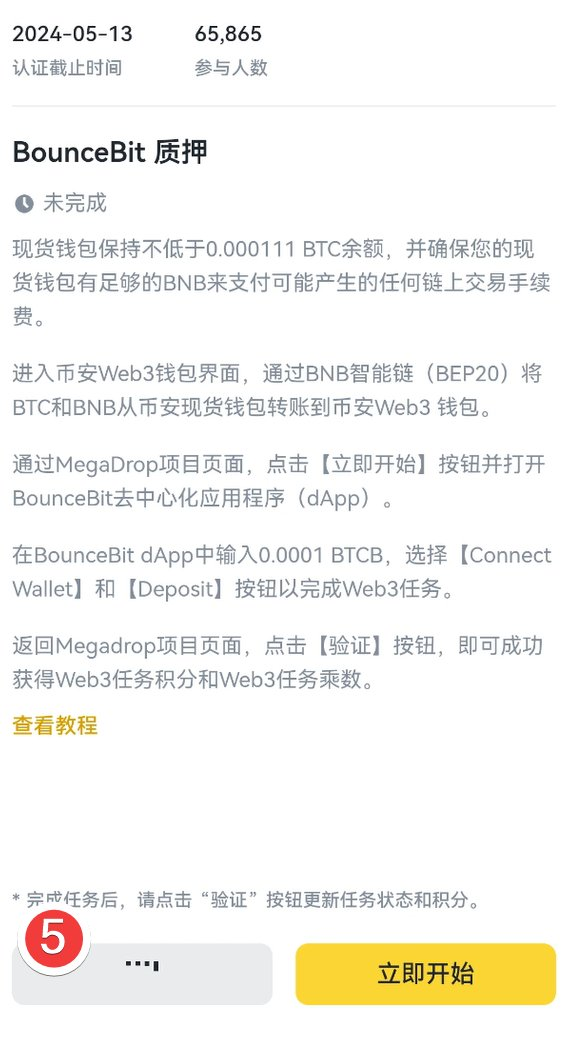 2024-05-13 65,865
认证截止时间 参与人数
BounceBit 质押
未完成
现货钱包保持不低于0.000111 BTC余额，并确保您的现
货钱包有足够的BNB来支付可能产生的任何链上交易手续
费。
进入币安Web3钱包界面，通过BNB智能链（BEP20）将
BTC和BNB从币安现货钱包转账到币安Web3 钱包。
通过MegaDrop项目页面，点击【立即开始】按钮并打开
BounceBit去中心化应用程序（dApp）。
在BounceBit dApp中输入0.0001 BTCB，选择【Connect
Wallet】和【Deposit】按钮以完成Web3任务。
返回Megadrop项目页面，点击【验证】按钮，即可成功
获得Web3任务积分和Web3任务乘数。
查看教程
* 完成任务后，请点击“验证”按钮更新任务状态和积分。
5
立即开始